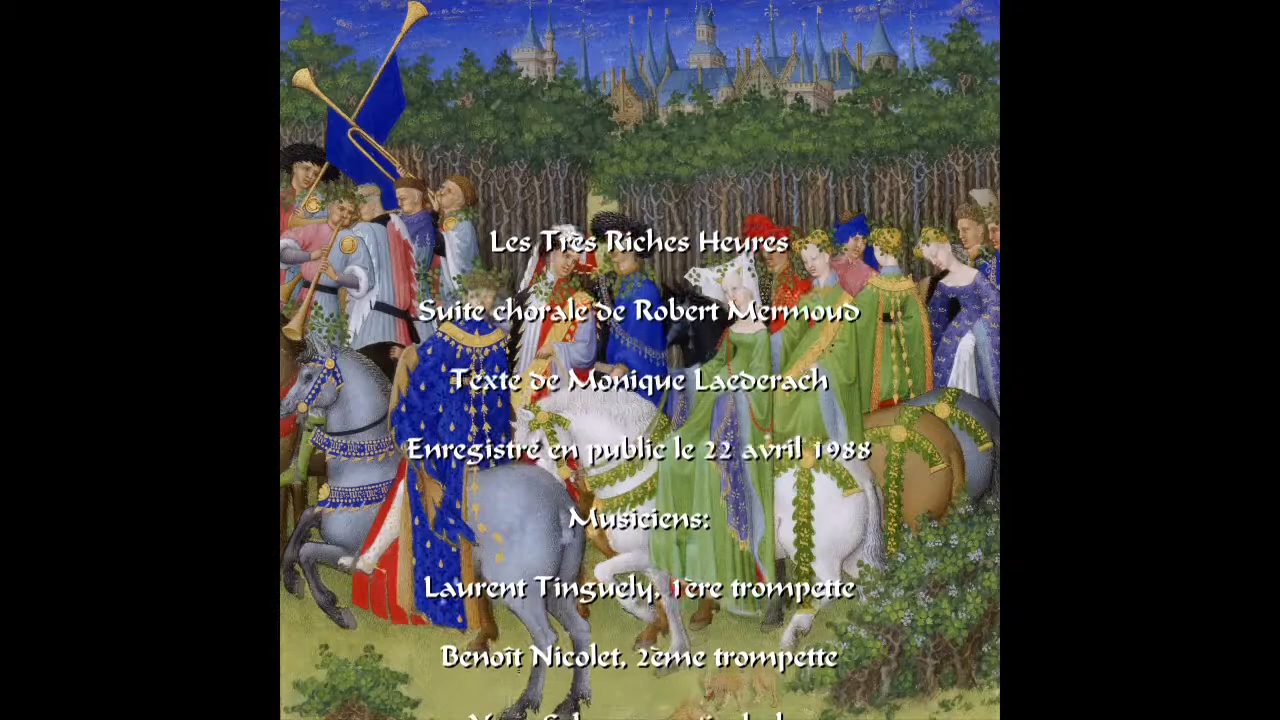 Les Très Riches Heures
Suite chorale de Robert Mermoud
Texte de Monique Laederach
Enregistré en public le 22 avril 1988
Musiciens:
Laurent Tinguely, 1ère trompette
Benoît Nicolet, 2ème trompette